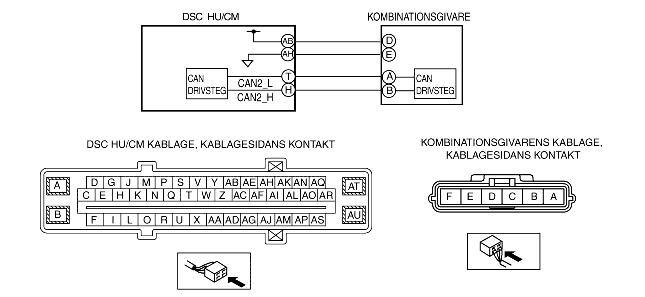 DSC HU/CM
KOMBINATIONSGIVARE
AB
D
AH
E
CAN
DRIVSTEG
T
CAN2_L
A
CAN
DRIVSTEG
H
CAN2_H
B
DSC HU/CM KABLAGE, KABLAGESIDANS KONTAKT
KOMBINATIONSGIVARENS KABLAGE,
KABLAGESIDANS KONTAKT
A
D G J M P S V Y AB AE AH AK AN AQ
AT
C E H K N Q T W Z AC AF AI AL AO AR
B
F I L O R U X AA AD AG AJ AM AP AS
AU
F E D C B A